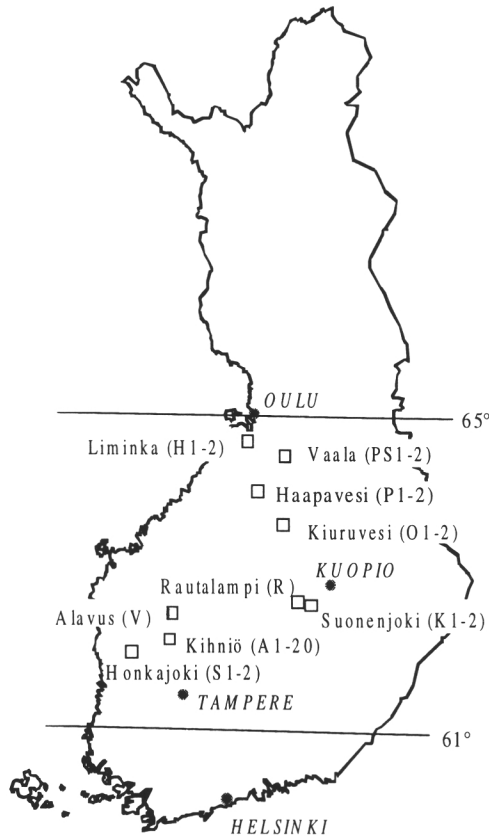 OULU
65°
Liminka (H1-2)
Vaala (PS1-2)
Haapavesi (P1-2)
Kiuruvesi (O1-2)
KUOPIO
Rautalampi (R)
Suonenjoki (K1-2)
Alavus (V)
Kihniö (A1-20)
Honkajoki (S1-2)
TAMPERE
61°
HELSINKI